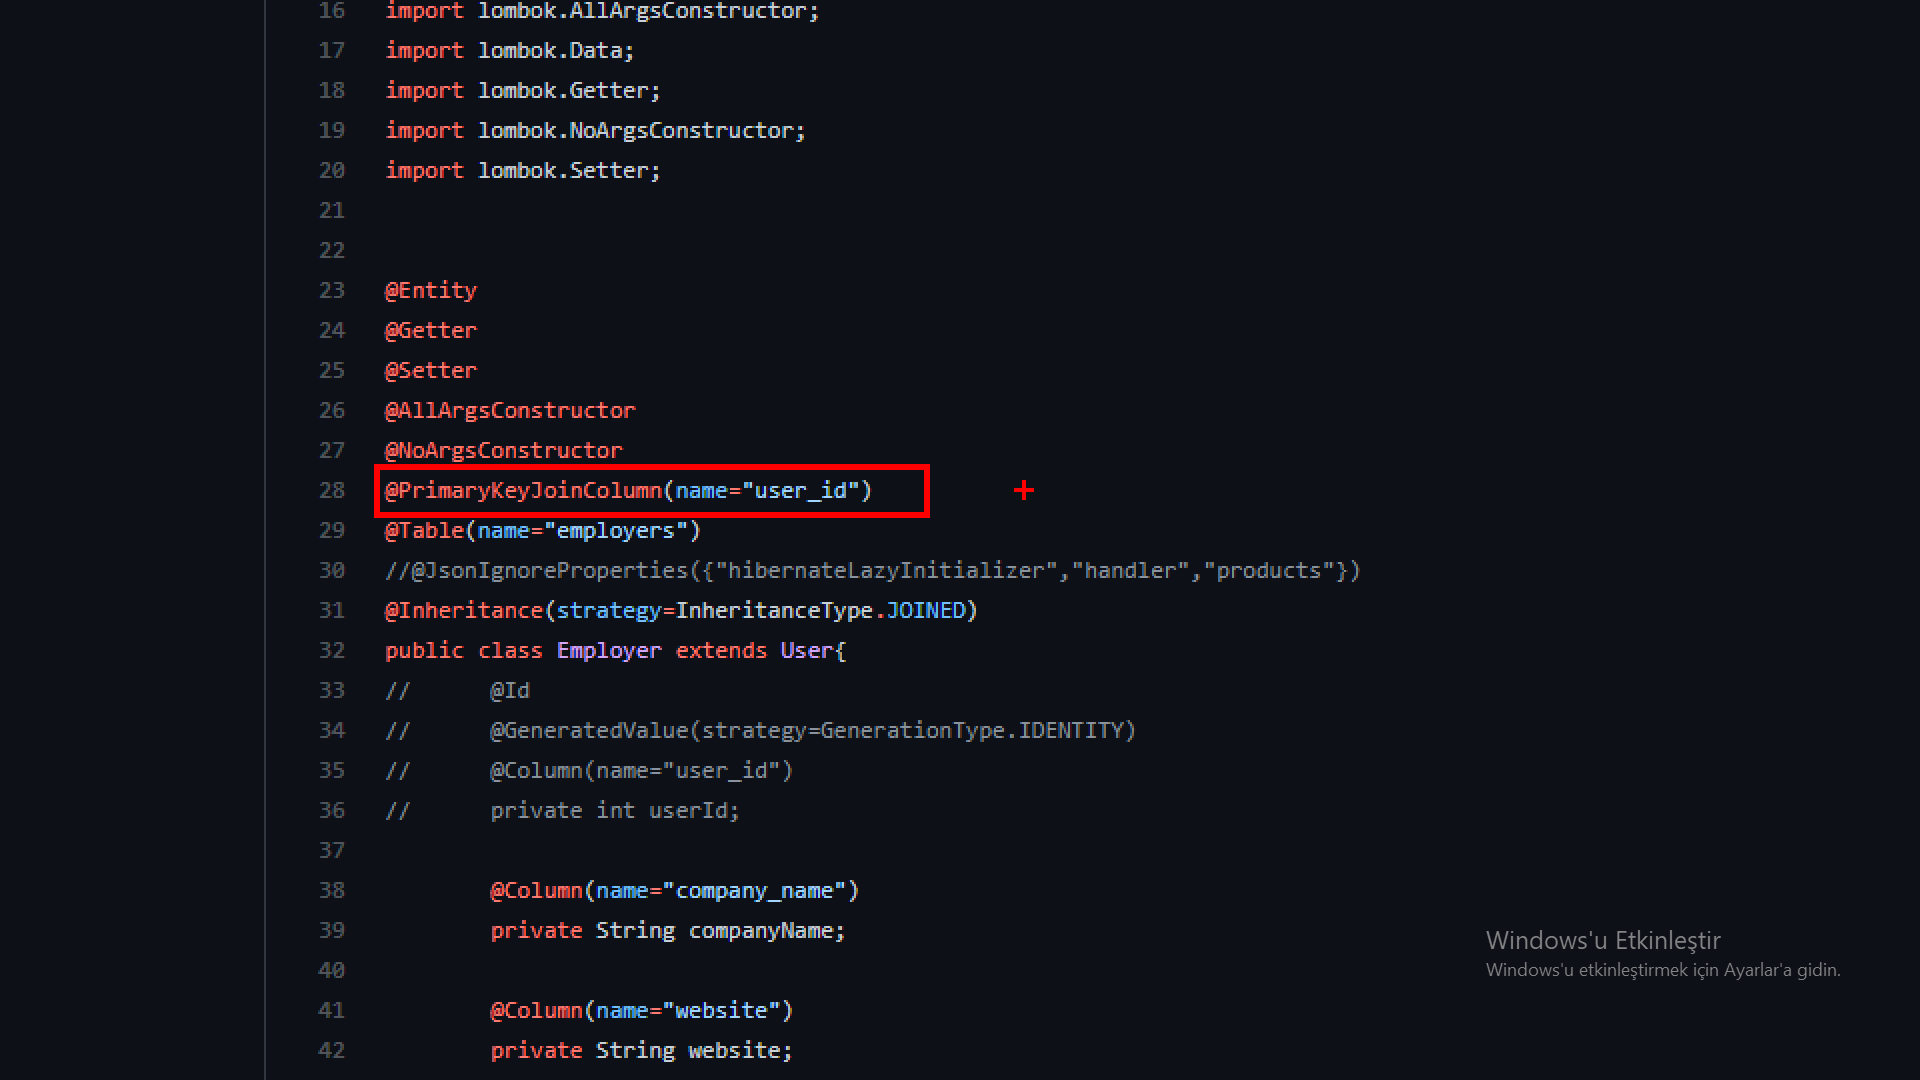 16 import lombok.AllArgsConstructor;
17 import lombok.Data;
18 import lombok.Getter;
19 import lombok.NoArgsConstructor;
20 import lombok.Setter;
21
22
23 @Entity
24 @Getter
25 @Setter
26 @AllArgsConstructor
27 @NoArgsConstructor
28 @PrimaryKeyJoinColumn(name="user_id")
29 @Table(name="employers")
30 //@JsonIgnoreProperties({"hibernateLazyInitializer","handler","products"})
31 @Inheritance(strategy=InheritanceType.JOINED)
32 public class Employer extends User{
33 //      @Id
34 //      @GeneratedValue(strategy=GenerationType.IDENTITY)
35 //      @Column(name="user_id")
36 //      private int userId;
37
38         @Column(name="company_name")
39         private String companyName;
40
41         @Column(name="website")
42         private String website;
Windows'u Etkinleştir
Windows'u etkinleştirmek için Ayarlar'a gidin.